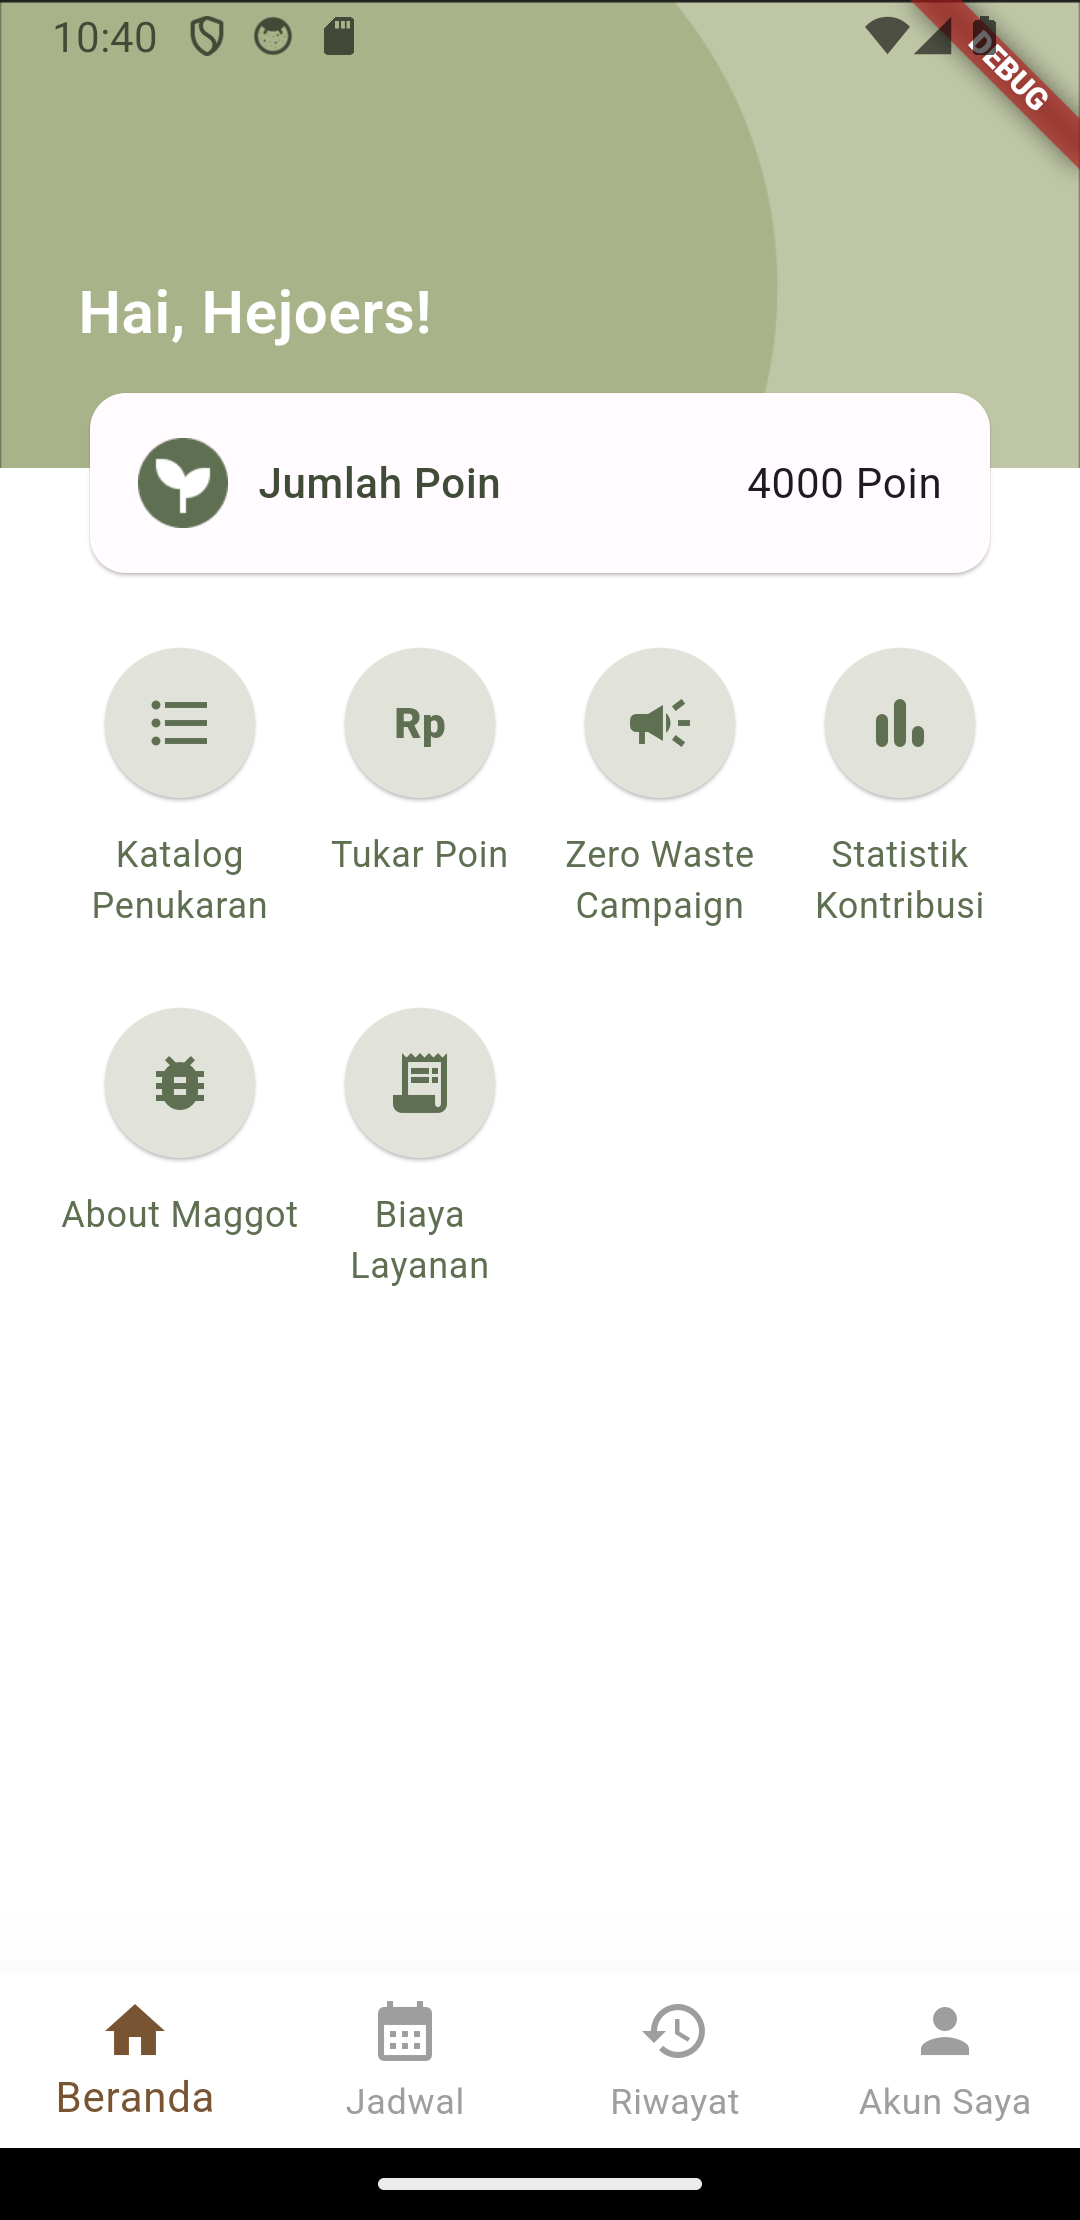 10:40
DEBUG
Hai, Hejoers!
Jumlah Poin 4000 Poin
Rp
Katalog Penukaran
Tukar Poin
Zero Waste Campaign
Statistik Kontribusi
About Maggot
Biaya Layanan
Beranda
Jadwal
Riwayat
Akun Saya